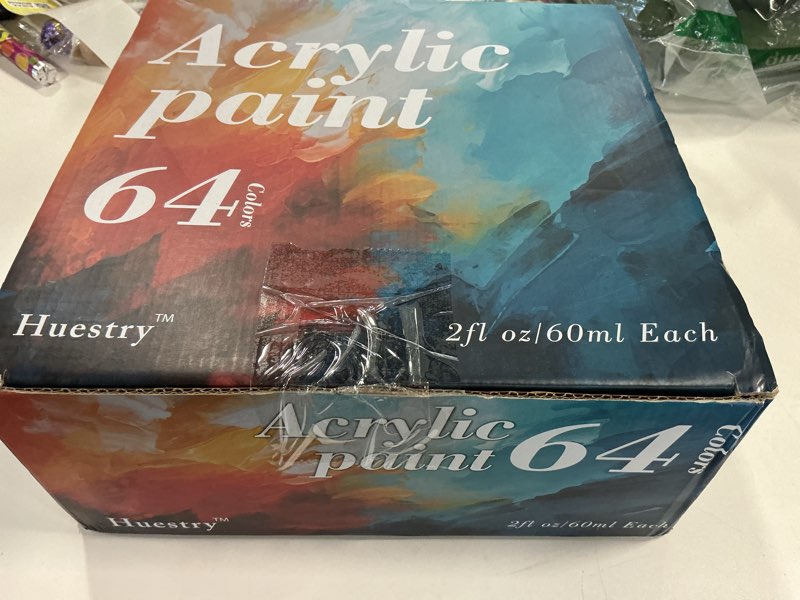 Acrylic
paint
64 Colors
Huestry™
2fl oz/60ml Each
Acrylic
paint
64 Colors
Huestry™
2fl oz/60ml Each